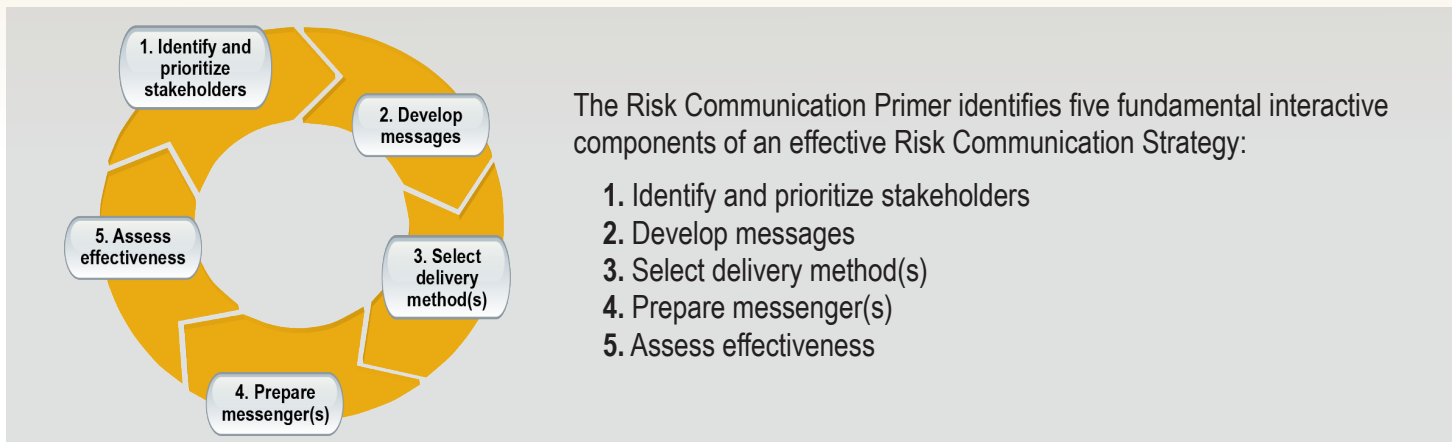 1. Identify and
prioritize
stakeholders
2. Develop
messages
3. Select
delivery
method(s)
4. Prepare
messenger(s)
5. Assess
effectiveness
The Risk Communication Primer identifies five fundamental interactive
components of an effective Risk Communication Strategy:
1. Identify and prioritize stakeholders
2. Develop messages
3. Select delivery method(s)
4. Prepare messenger(s)
5. Assess effectiveness